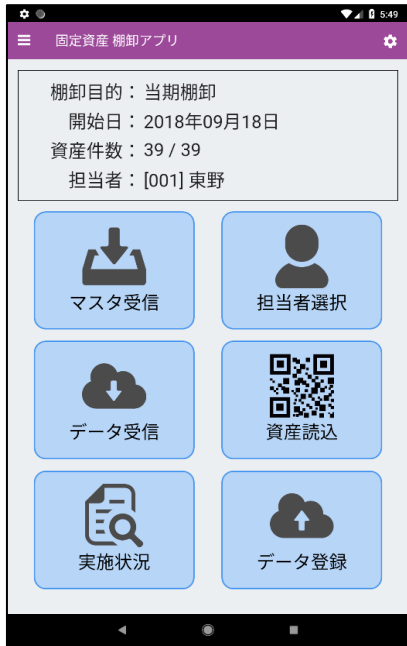 5:49
固定資産 棚卸アプリ
棚卸目的：当期棚卸
開始日：2018年09月18日
資産件数：39 / 39
担当者：[001] 東野
マスタ受信
担当者選択
データ受信
資産読込
実施状況
データ登録